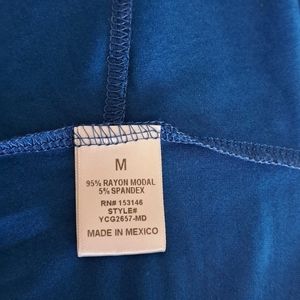 M
95% RAYON MODAL
5% SPANDEX
RN# 153146
STYLE#
YCG2657-MD
MADE IN MEXICO